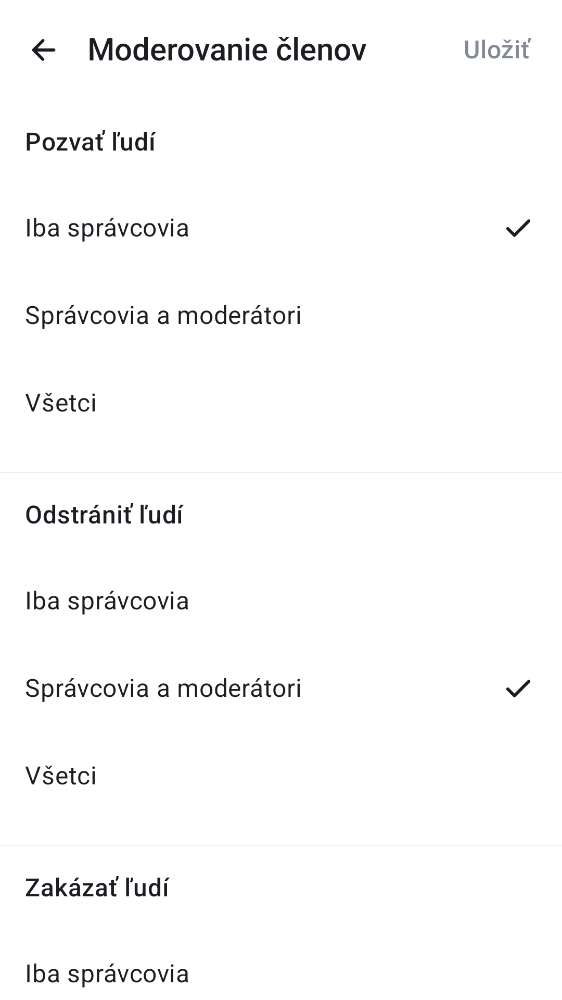 Moderovanie členov
Uložiť
Pozvať ľudí
Iba správcovia
Správcovia a moderátori
Všetci
Odstrániť ľudí
Iba správcovia
Správcovia a moderátori
Všetci
Zakázať ľudí
Iba správcovia